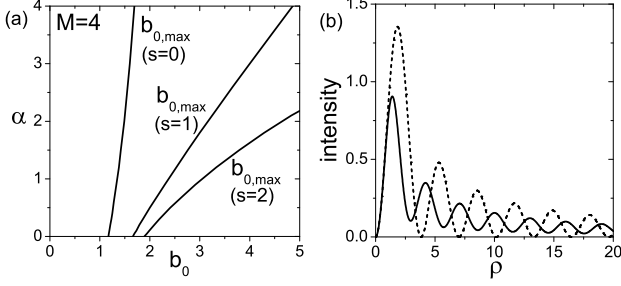 (a)
M=4
b0,max
(s=0)
b0,max
(s=1)
b0,max
(s=2)
α
4
3
2
1
0
0 1 2 3 4 5
b0
(b)
intensity
1.5
1.0
0.5
0.0
0 5 10 15 20
ρ